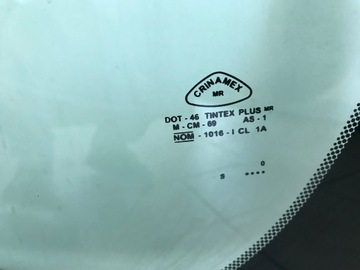 CRINAMEX
MR
DOT - 46 TINTEX PLUS MR
M - CM - 69 AS - 1
NOM - 1016 - I CL 1A
0
S ****